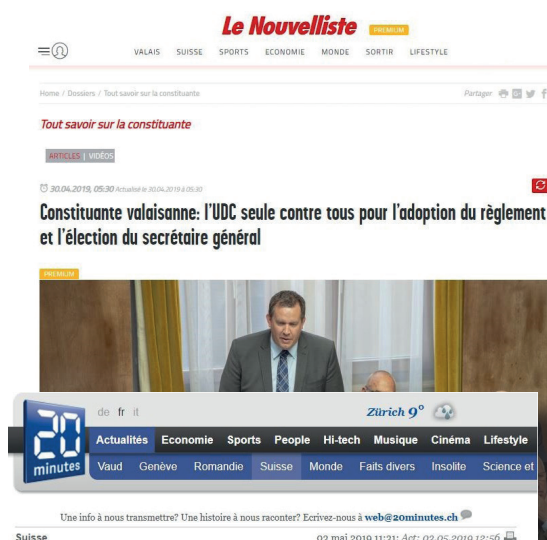 Le Nouvelliste PREMIUM
VALAIS SUISSE SPORTS ECONOMIE MONDE SORTIR LIFESTYLE
Home / Dossiers / Tout savoir sur la constituante Partager
Tout savoir sur la constituante
ARTICLES | VIDÉOS
30.04.2019, 05:30 Actualisé le 30.04.2019 à 05:30
Constituante valaisanne: l'UDC seule contre tous pour l'adoption du règlement
et l'élection du secrétaire général
PREMIUM
20 minutes
de fr it Zürich 9°
Actualités Economie Sports People Hi-tech Musique Cinéma Lifestyle
Vaud Genève Romandie Suisse Monde Faits divers Insolite Science et
Une info à nous transmettre? Une histoire à nous raconter? Ecrivez-nous à web@20minutes.ch
Suisse 02 mai 2019 11:31; Act: 02.05.2019 12:56